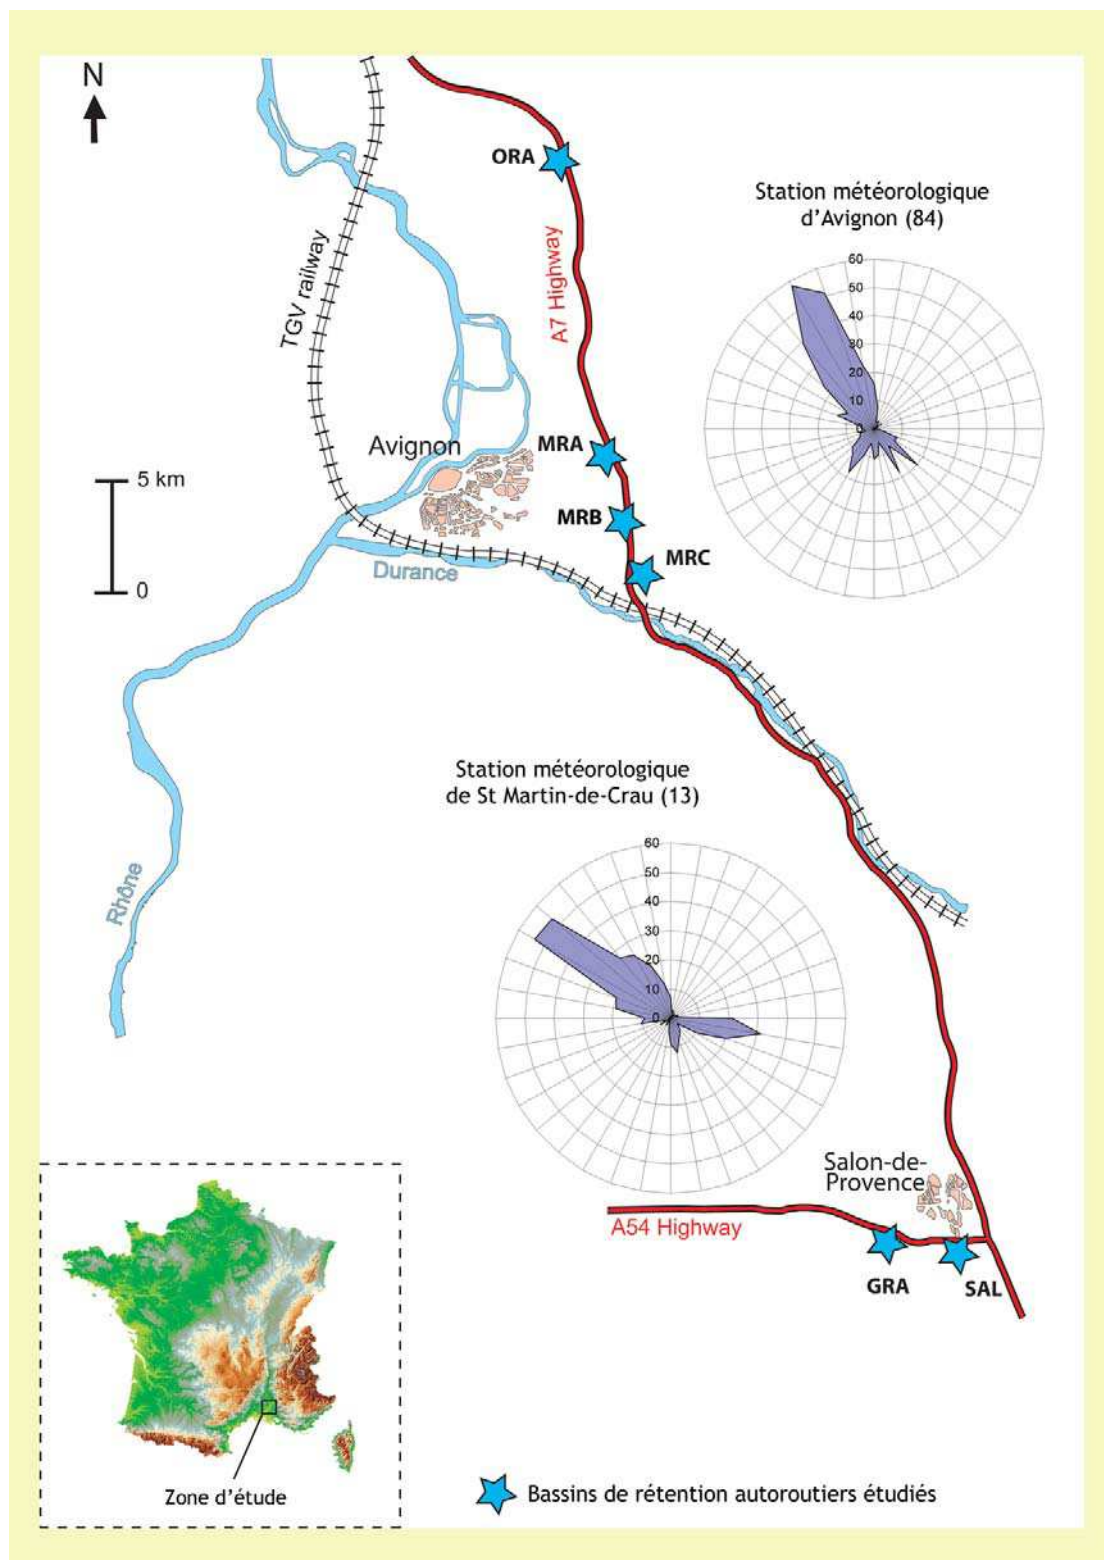 N
ORA
Station météorologique
d'Avignon (84)
60
50
40
30
20
10
0
TGV railway
A7 Highway
Avignon
MRA
5 km
MRB
MRC
0
Durance
Station météorologique
de St Martin-de-Crau (13)
60
50
40
30
20
10
0
Rhône
Salon-de-
Provence
A54 Highway
GRA
SAL
Zone d'étude
Bassins de rétention autoroutiers étudiés